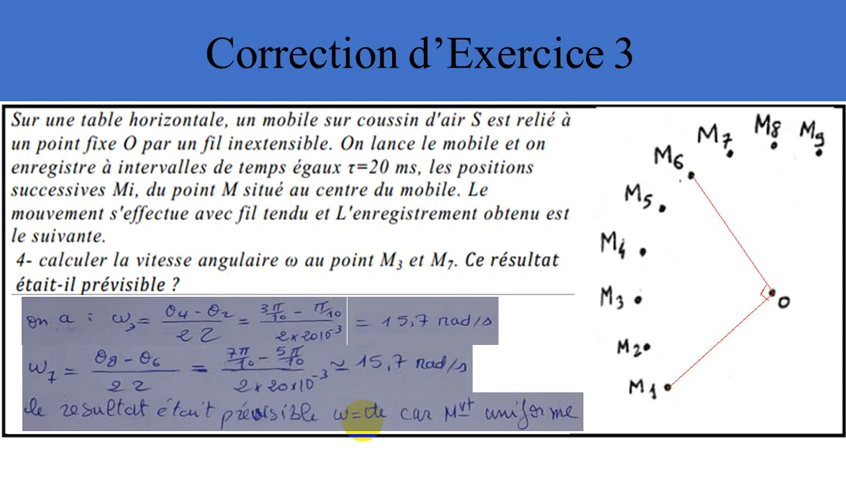 Correction d'Exercice 3
Sur une table horizontale, un mobile sur coussin d'air S est relié à
un point fixe O par un fil inextensible. On lance le mobile et on
enregistre à intervalles de temps égaux τ=20 ms, les positions
successives Mi, du point M situé au centre du mobile. Le
mouvement s'effectue avec fil tendu et L'enregistrement obtenu est
le suivante.
4- calculer la vitesse angulaire ω au point M₃ et M₇. Ce résultat
était-il prévisible ?
on a : ω₃ = (θ4 - θ2)/(2τ) = (3π/10 - π/10)/(2×20 10⁻³) = 15,7 rad/s
ω₇ = (θ8 - θ6)/(2τ) = (7π/10 - 5π/10)/(2×20×10⁻³) ≃ 15,7 rad/s
le resultat était prévisible ω=cte car Mvt uniforme
M9
M8
M7
M6
M5
M4
M3
O
M2
M1